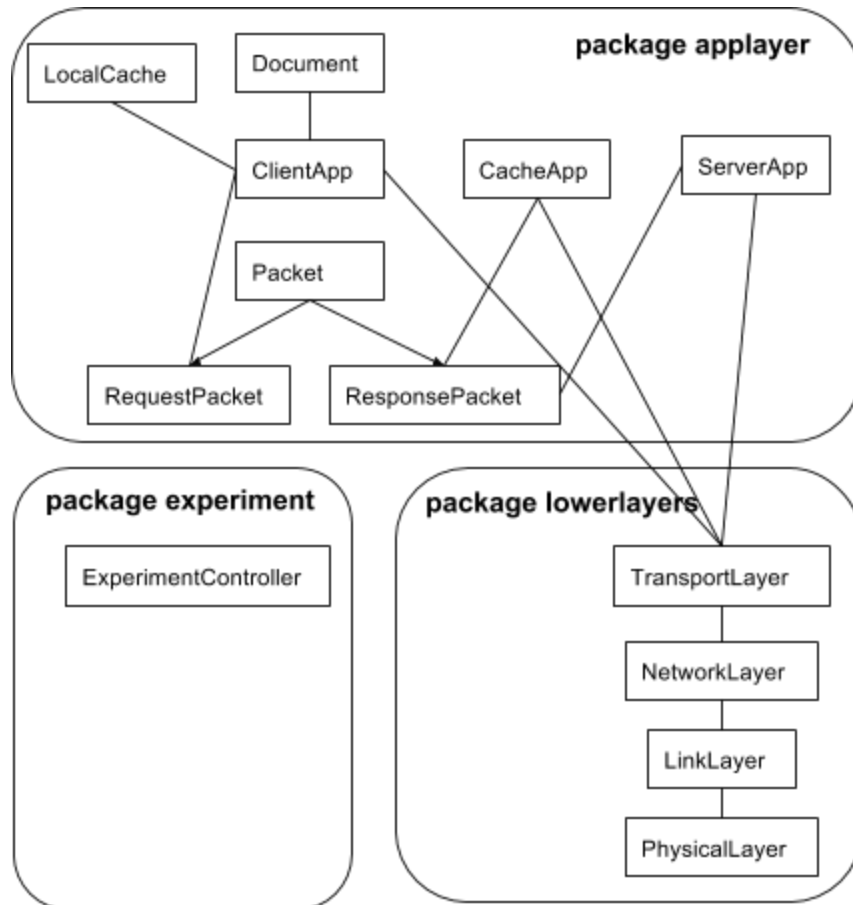 package applayer
LocalCache
Document
ClientApp
CacheApp
ServerApp
Packet
RequestPacket
ResponsePacket
package experiment
ExperimentController
package lowerlayers
TransportLayer
NetworkLayer
LinkLayer
PhysicalLayer